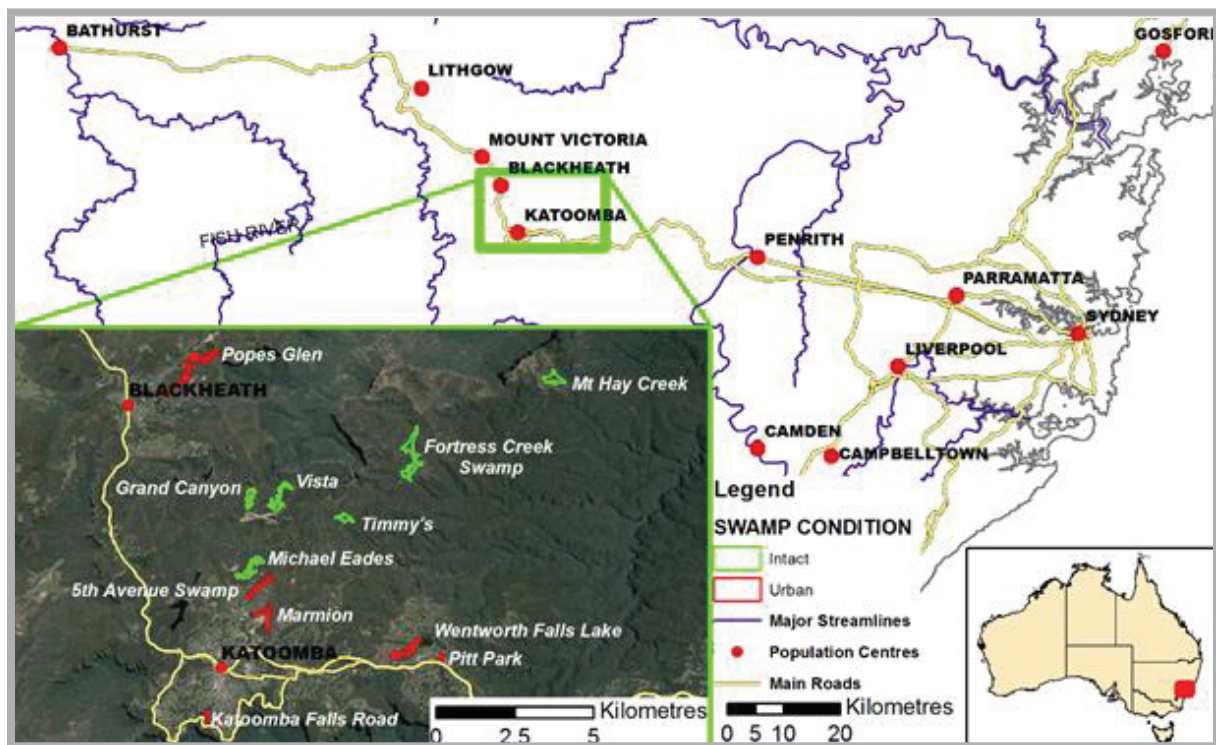 BATHURST
GOSFORD
LITHGOW
MOUNT VICTORIA
BLACKHEATH
KATOOMBA
FISH RIVER
PENRITH
PARRAMATTA
SYDNEY
LIVERPOOL
CAMDEN
CAMPBELLTOWN
Popes Glen
BLACKHEATH
Mt Hay Creek
Fortress Creek
Swamp
Grand Canyon
Vista
Timmy's
Michael Eades
5th Avenue Swamp
Marmion
Wentworth Falls Lake
Pitt Park
KATOOMBA
Katoomba Falls Road
Kilometres
0 2.5 5
Legend
SWAMP CONDITION
Intact
Urban
Major Streamlines
Population Centres
Main Roads
Kilometres
0 5 10 20